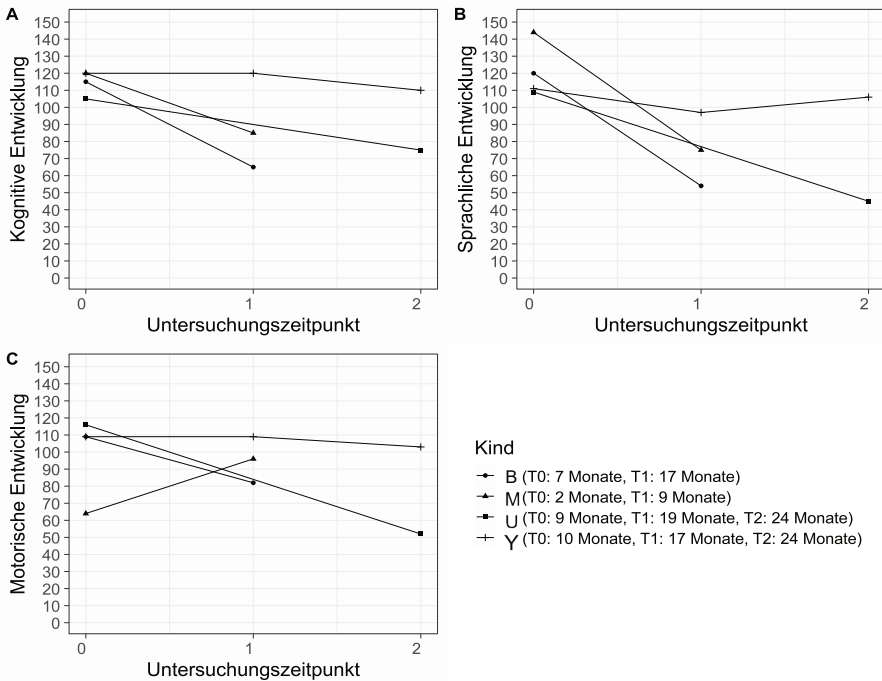 A
Kognitive Entwicklung
150
140
130
120
110
100
90
80
70
60
50
40
30
20
10
0
0 1 2
Untersuchungszeitpunkt
B
Sprachliche Entwicklung
150
140
130
120
110
100
90
80
70
60
50
40
30
20
10
0
0 1 2
Untersuchungszeitpunkt
C
Motorische Entwicklung
150
140
130
120
110
100
90
80
70
60
50
40
30
20
10
0
0 1 2
Untersuchungszeitpunkt
Kind
B (T0: 7 Monate, T1: 17 Monate)
M (T0: 2 Monate, T1: 9 Monate)
U (T0: 9 Monate, T1: 19 Monate, T2: 24 Monate)
Y (T0: 10 Monate, T1: 17 Monate, T2: 24 Monate)